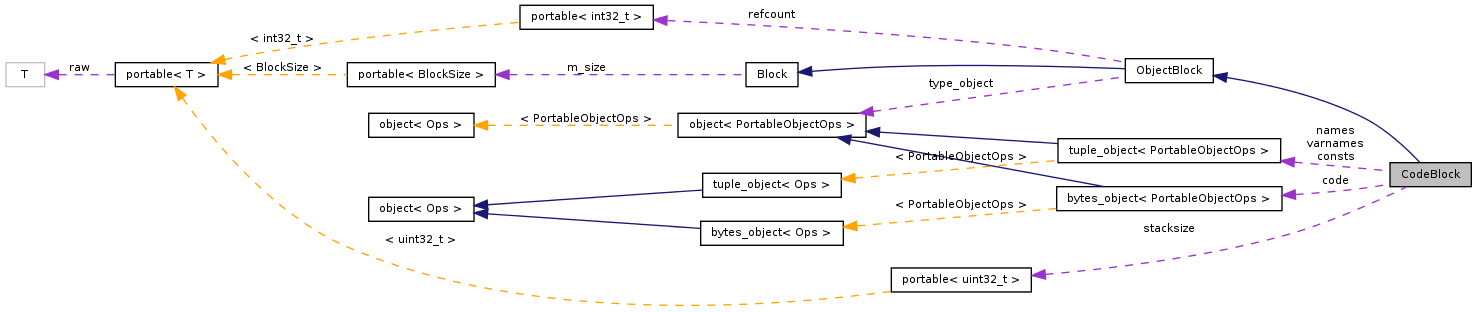 portable< int32_t >
refcount
< int32_t >
T
raw
portable< T >
< BlockSize >
portable< BlockSize >
m_size
Block
ObjectBlock
type_object
object< Ops >
< PortableObjectOps >
object< PortableObjectOps >
names
varnames
consts
tuple_object< PortableObjectOps >
< PortableObjectOps >
CodeBlock
code
tuple_object< Ops >
bytes_object< PortableObjectOps >
object< Ops >
< PortableObjectOps >
bytes_object< Ops >
stacksize
< uint32_t >
portable< uint32_t >